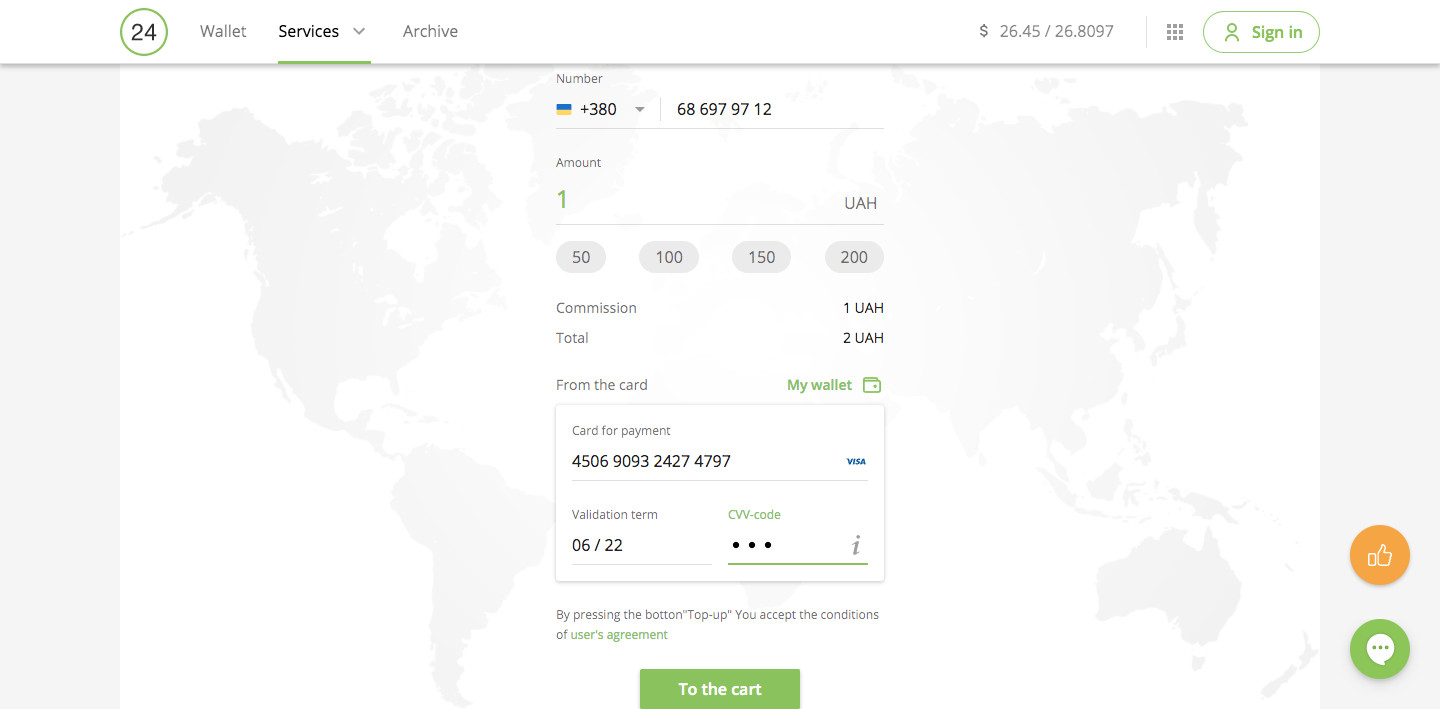 24 Wallet Services Archive $ 26.45 / 26.8097 Sign in
Number
+380 68 697 97 12
Amount
1 UAH
50 100 150 200
Commission 1 UAH
Total 2 UAH
From the card My wallet
Card for payment
4506 9093 2427 4797 VISA
Validation term CVV-code
06 / 22 • • • i
By pressing the botton"Top-up" You accept the conditions
of user's agreement
To the cart